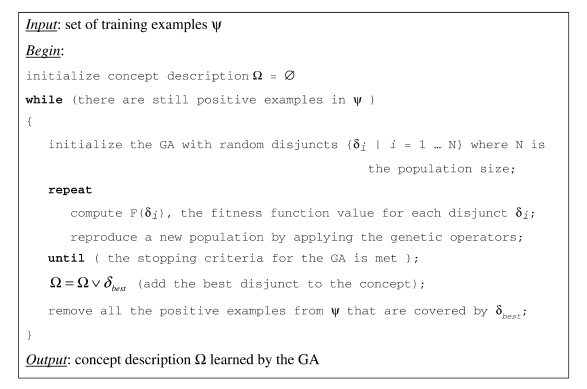 Input: set of training examples ψ
Begin:
initialize concept description Ω = ∅
while (there are still positive examples in ψ )
{
initialize the GA with random disjuncts {δi | i = 1 … N} where N is
the population size;
repeat
compute F(δi), the fitness function value for each disjunct δi;
reproduce a new population by applying the genetic operators;
until ( the stopping criteria for the GA is met );
Ω = Ω ∨ δbest (add the best disjunct to the concept);
remove all the positive examples from ψ that are covered by δbest;
}
Output: concept description Ω learned by the GA